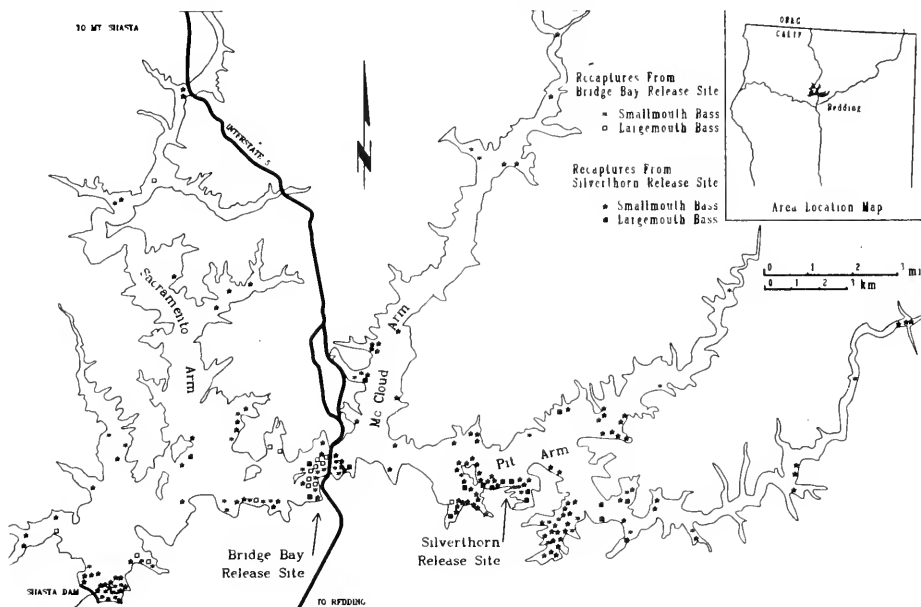 TO MT SHASTA
INTERSTATE 5
N
Recaptures From
Bridge Bay Release Site
Smallmouth Bass
Largemouth Bass
Recaptures From
Silverthorn Release Site
Smallmouth Bass
Largemouth Bass
OREG
CALIF
Redding
Area Location Map
0 1 2 3 mi
0 1 2 3 km
Sacramento
Arm
Mc Cloud
Arm
Pit Arm
Bridge Bay
Release Site
Silverthorn
Release Site
SHASTA DAM
TO REDDING